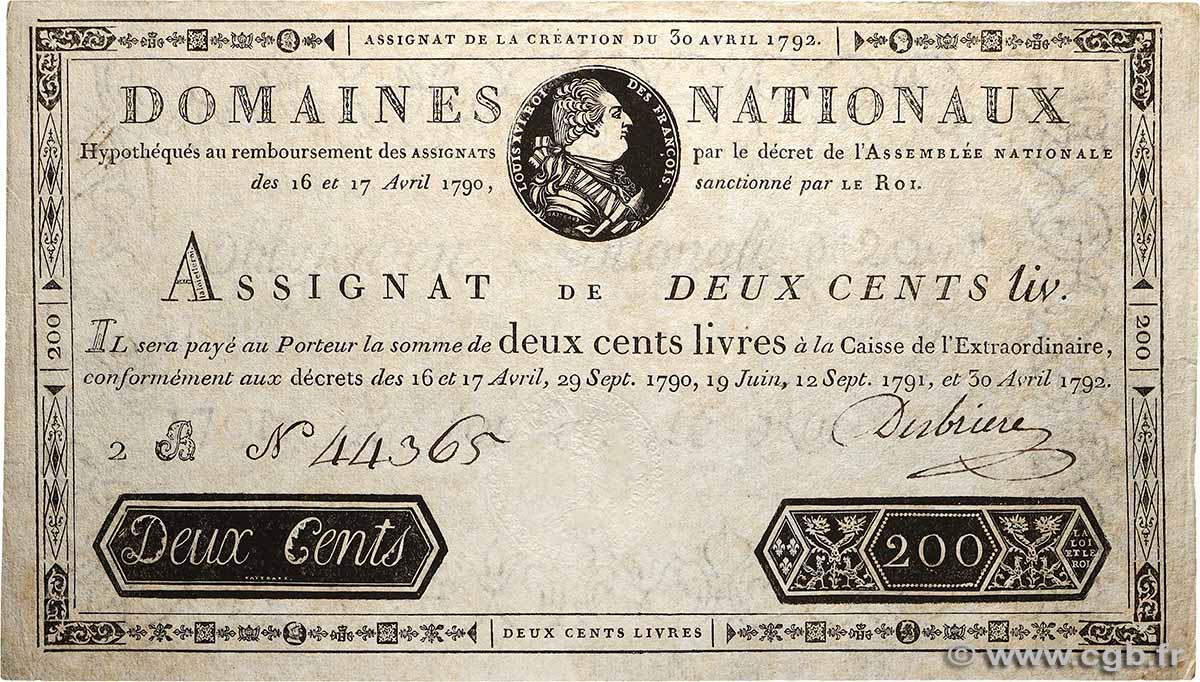 ASSIGNAT DE LA CRÉATION DU 30 AVRIL 1792.
DOMAINES NATIONAUX
LOUIS XVI. ROI DES FRANÇOIS.
Hypothéqués au remboursement des ASSIGNATS par le décret de l'ASSEMBLÉE NATIONALE
des 16 et 17 Avril 1790, sanctionné par LE ROI.
ASSIGNAT DE DEUX CENTS liv.
IL sera payé au Porteur la somme de deux cents livres à la Caisse de l'Extraordinaire,
conformément aux décrets des 16 et 17 Avril, 29 Sept. 1790, 19 Juin, 12 Sept. 1791, et 30 Avril 1792.
200
200
2 B N 44365
Desbriere
Deux Cents
200
LA
LOI
ET LE
ROI
DEUX CENTS LIVRES
© www.cgb.fr